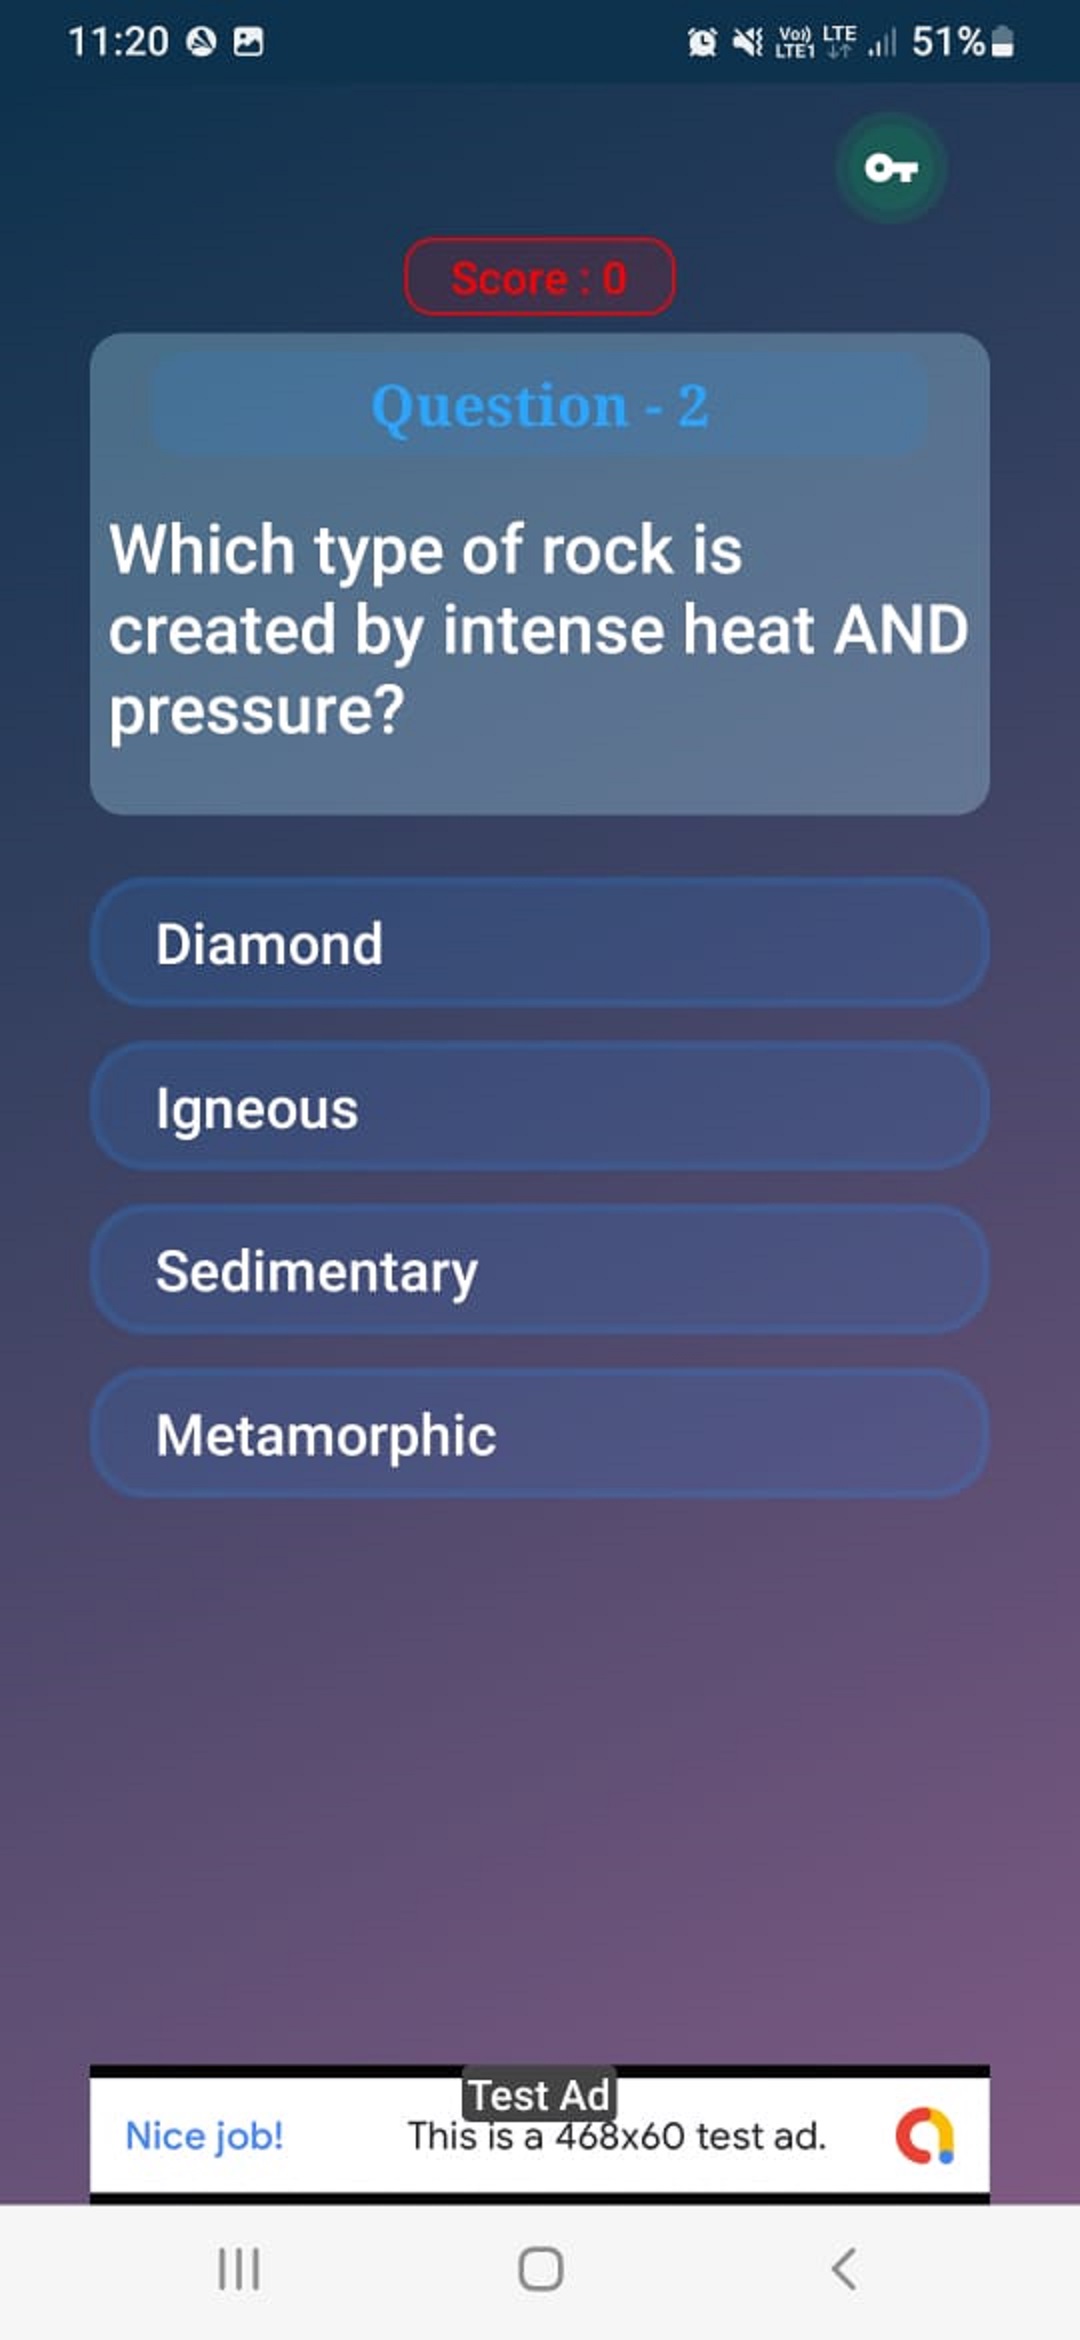 11:20 Vo)) LTE1 LTE 51%
Score : 0
Question - 2
Which type of rock is
created by intense heat AND
pressure?
Diamond
Igneous
Sedimentary
Metamorphic
Test Ad
Nice job! This is a 468x60 test ad.